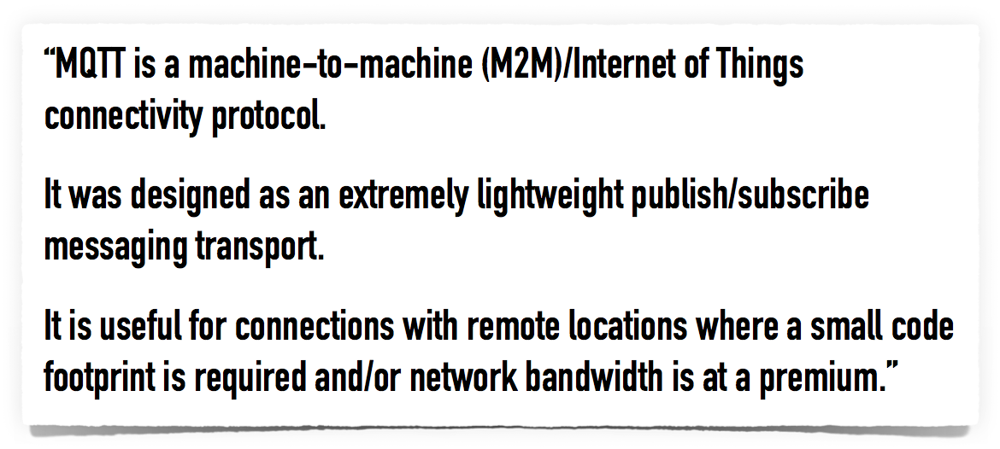 “MQTT is a machine-to-machine (M2M)/Internet of Things
connectivity protocol.
It was designed as an extremely lightweight publish/subscribe
messaging transport.
It is useful for connections with remote locations where a small code
footprint is required and/or network bandwidth is at a premium.”